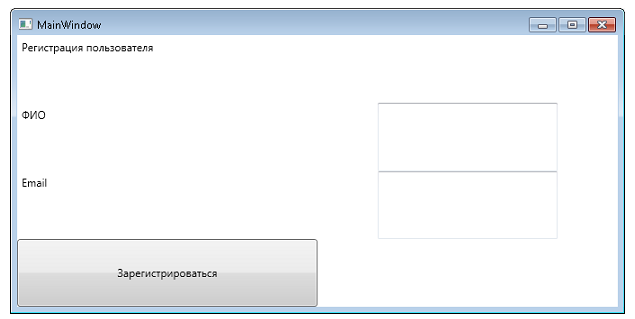 MainWindow
Регистрация пользователя
ФИО
Email
Зарегистрироваться